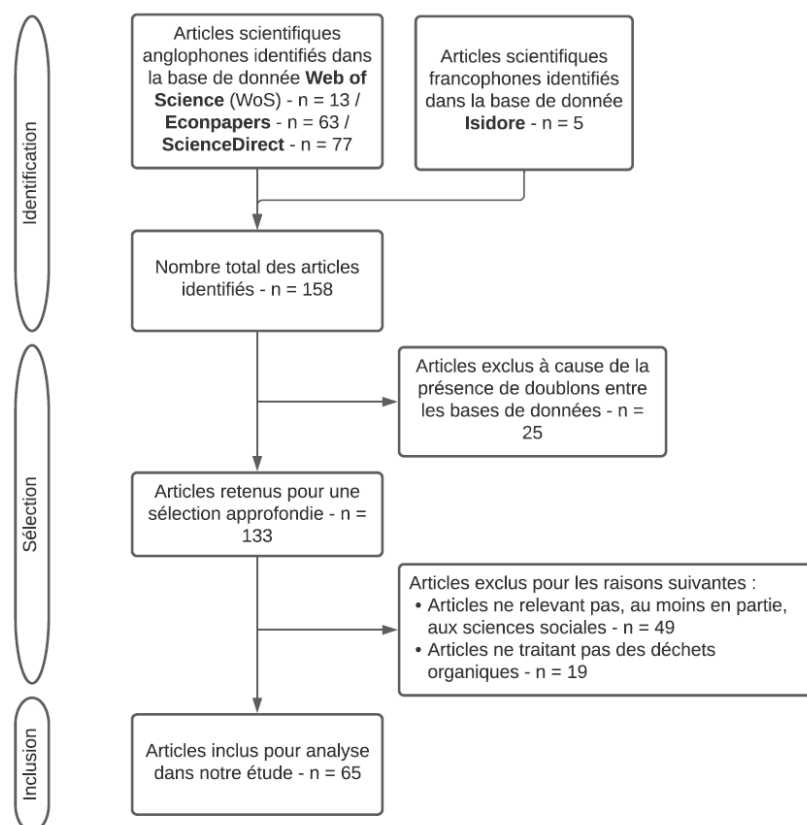 Identification
Articles scientifiques
anglophones identifiés dans
la base de donnée Web of
Science (WoS) - n = 13 /
Econpapers - n = 63 /
ScienceDirect - n = 77
Articles scientifiques
francophones identifiés
dans la base de donnée
Isidore - n = 5
Nombre total des articles
identifiés - n = 158
Sélection
Articles exclus à cause de la
présence de doublons entre
les bases de données - n =
25
Articles retenus pour une
sélection approfondie - n =
133
Articles exclus pour les raisons suivantes :
• Articles ne relevant pas, au moins en partie,
aux sciences sociales - n = 49
• Articles ne traitant pas des déchets
organiques - n = 19
Inclusion
Articles inclus pour analyse
dans notre étude - n = 65